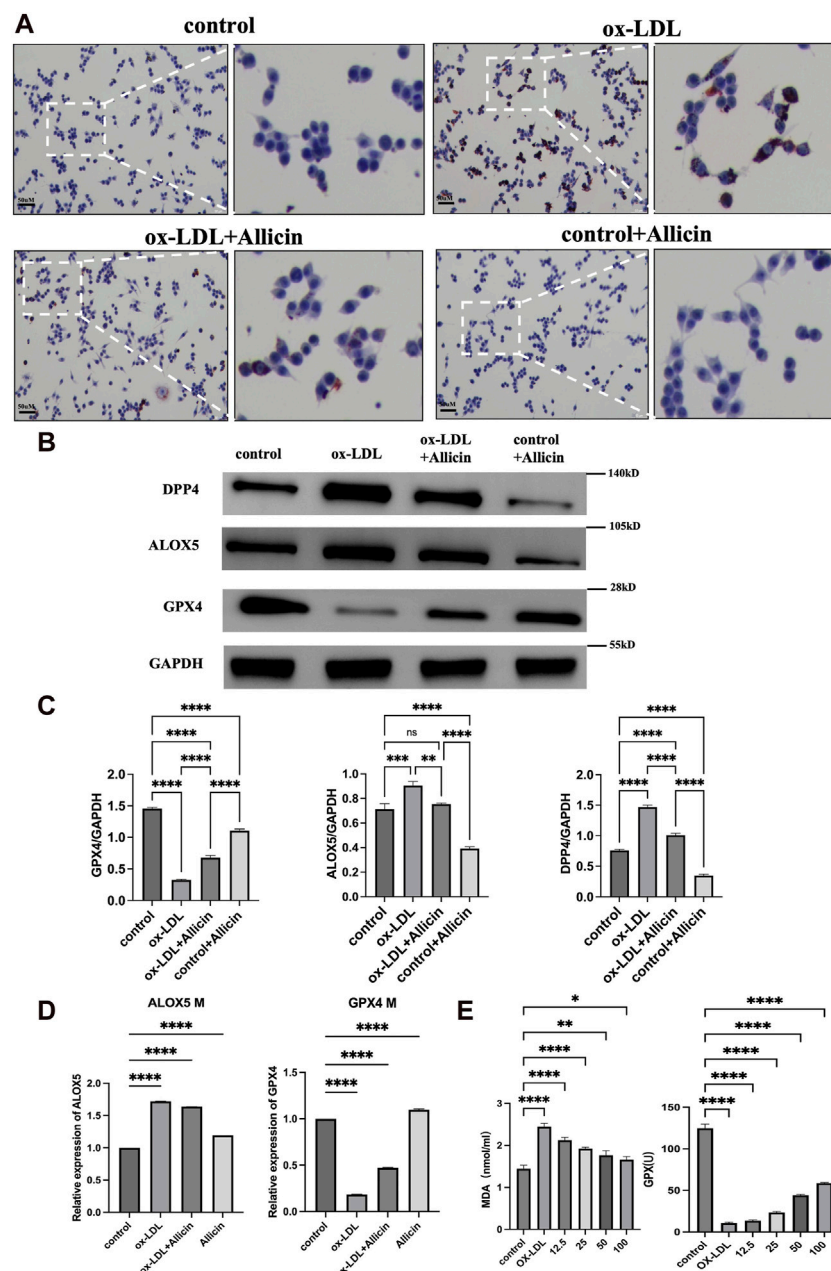 A
control
ox-LDL
50uM
50uM
ox-LDL+Allicin
control+Allicin
50uM
B
control
ox-LDL
ox-LDL
+Allicin
control
+Allicin
DPP4
140kD
ALOX5
105kD
GPX4
28kD
GAPDH
55kD
C
****
****
****
****
****
GPX4/GAPDH
2.0
1.5
1.0
0.5
0.0
control
ox-LDL
ox-LDL+Allicin
control+Allicin
****
ns
****
***
**
ALOX5/GAPDH
1.0
0.8
0.6
0.4
0.2
0.0
control
ox-LDL
ox-LDL+Allicin
control+Allicin
****
****
****
****
****
DPP4/GAPDH
2.0
1.5
1.0
0.5
0.0
control
ox-LDL
ox-LDL+Allicin
control+Allicin
D
ALOX5 M
****
****
****
Relative expression of ALOX5
2.0
1.5
1.0
0.5
0.0
control
ox-LDL
ox-LDL+Allicin
Allicin
GPX4 M
****
****
****
Relative expression of GPX4
1.5
1.0
0.5
0.0
control
ox-LDL
ox-LDL+Allicin
Allicin
E
*
**
****
****
****
MDA (nmol/ml)
3
2
1
0
control
OX-LDL
12.5
25
50
100
****
****
****
****
****
GPX(U)
150
100
50
0
control
OX-LDL
12.5
25
50
100